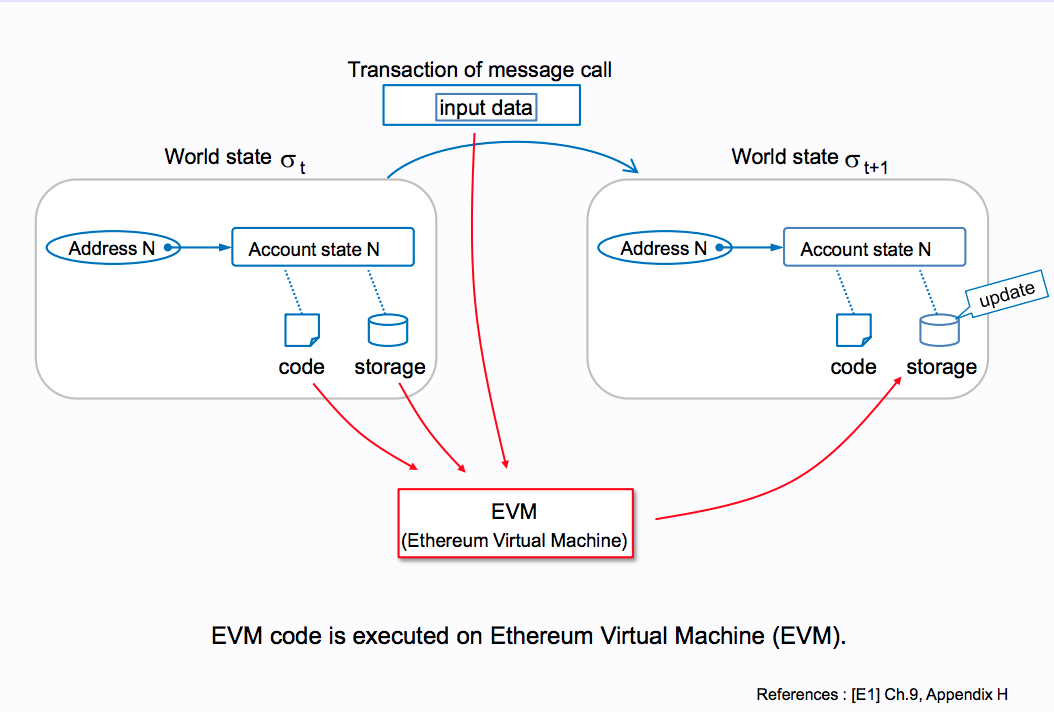 Transaction of message call
input data
World state σ t
World state σ t+1
Address N
Account state N
Address N
Account state N
update
code
storage
code
storage
EVM
(Ethereum Virtual Machine)
EVM code is executed on Ethereum Virtual Machine (EVM).
References : [E1] Ch.9, Appendix H